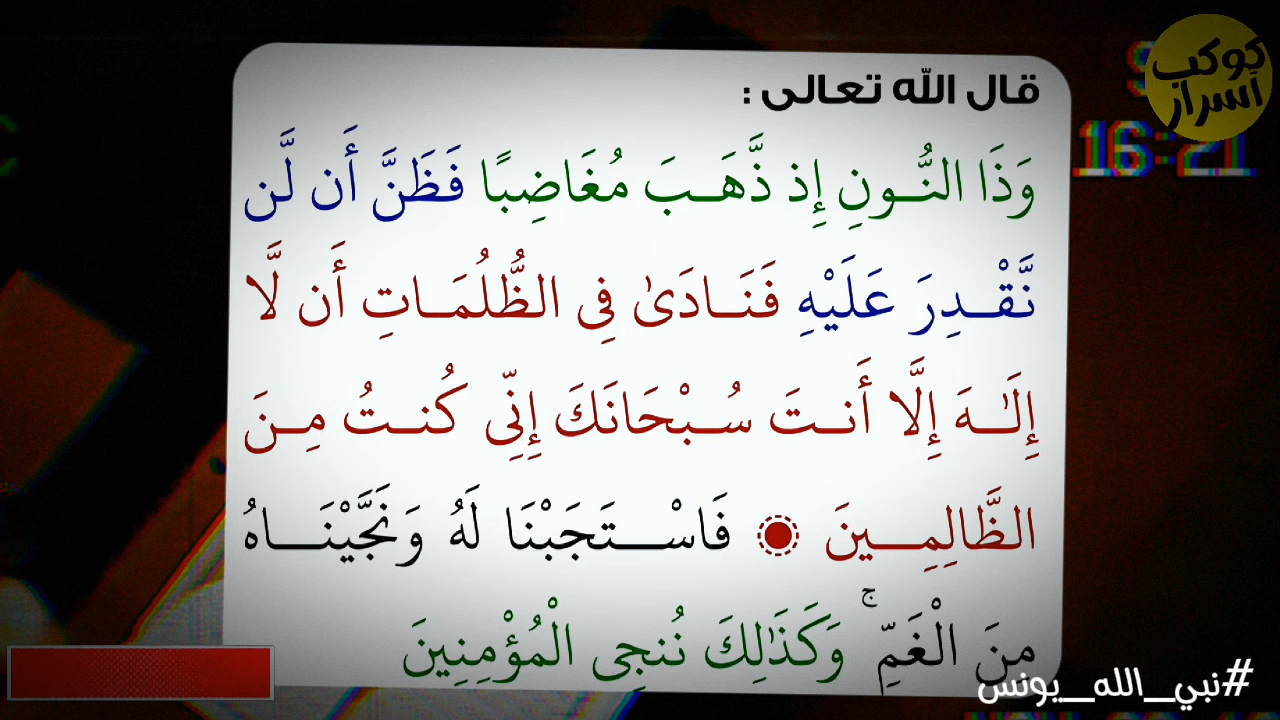 كوكب
أسرار
16:21
قال الله تعالى :
وَذَا النُّـونِ إِذ ذَّهَـبَ مُغَاضِبًا فَظَنَّ أَن لَّن
نَّقْـدِرَ عَلَيْهِ فَنَـادَىٰ فِى الظُّلُمَـاتِ أَن لَّا
إِلَـٰهَ إِلَّا أَنـتَ سُـبْحَانَكَ إِنِّى كُنـتُ مِـنَ
الظَّالِمِـينَ فَاسْـتَجَبْنَا لَهُ وَنَجَّيْنَـاهُ
مِنَ الْغَمِّ ۚ وَكَذَٰلِكَ نُنجِى الْمُؤْمِنِينَ
#نبي_الله_يونس